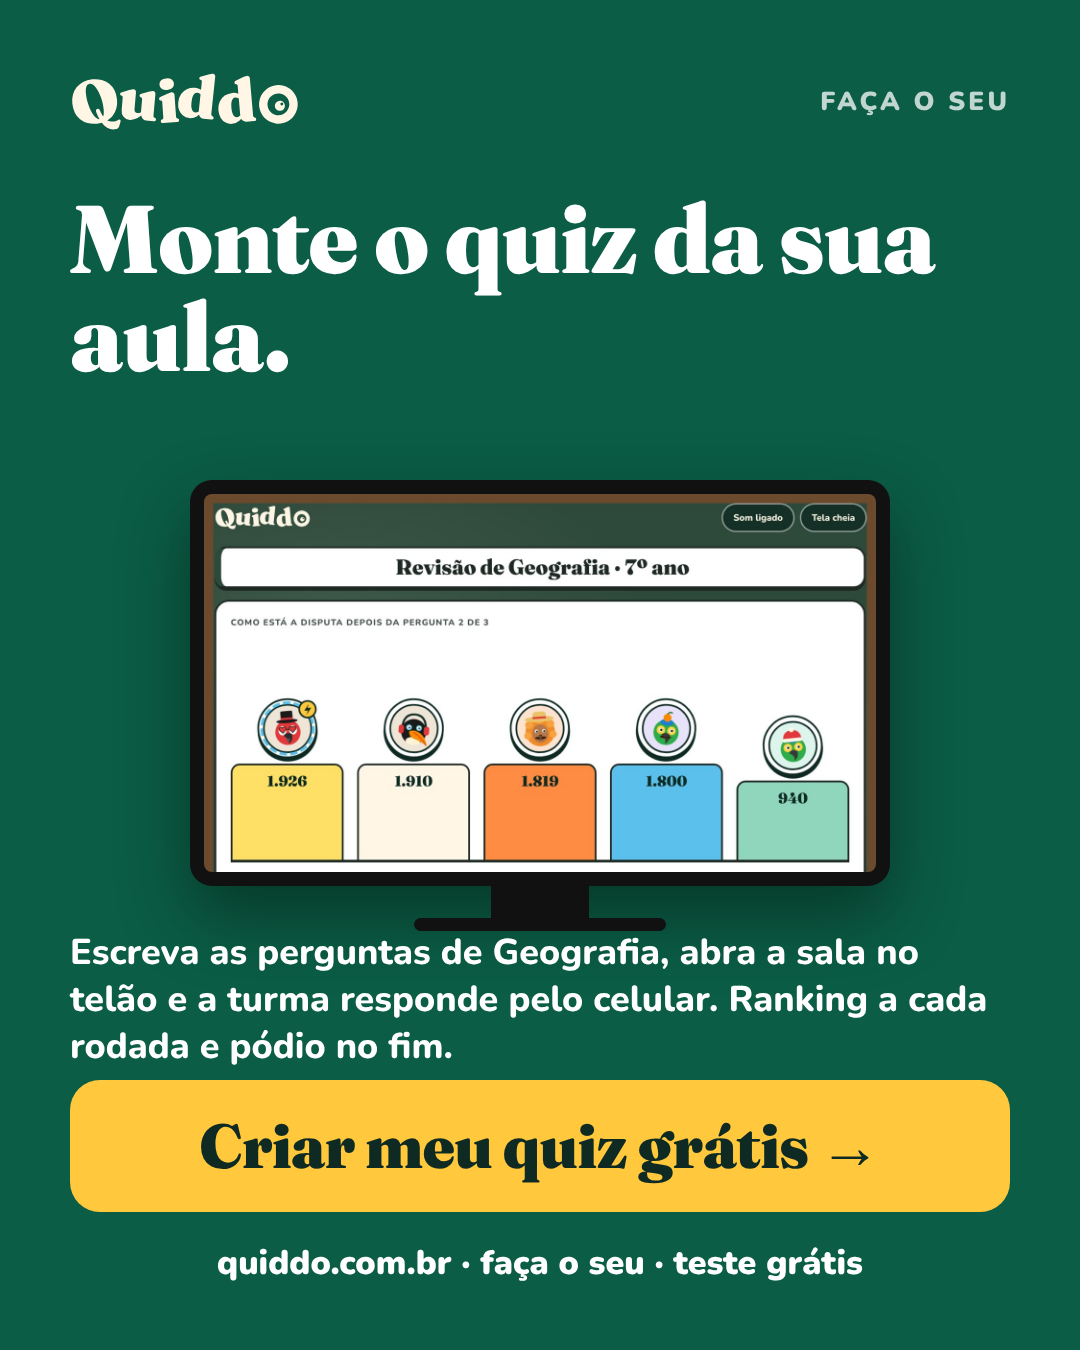 Quiddo
FAÇA O SEU
Monte o quiz da sua
aula.
Quiddo
Som ligado
Tela cheia
Revisão de Geografia · 7º ano
COMO ESTÁ A DISPUTA DEPOIS DA PERGUNTA 2 DE 3
1.926
1.910
1.819
1.800
940
Escreva as perguntas de Geografia, abra a sala no
telão e a turma responde pelo celular. Ranking a cada
rodada e pódio no fim.
Criar meu quiz grátis →
quiddo.com.br · faça o seu · teste grátis